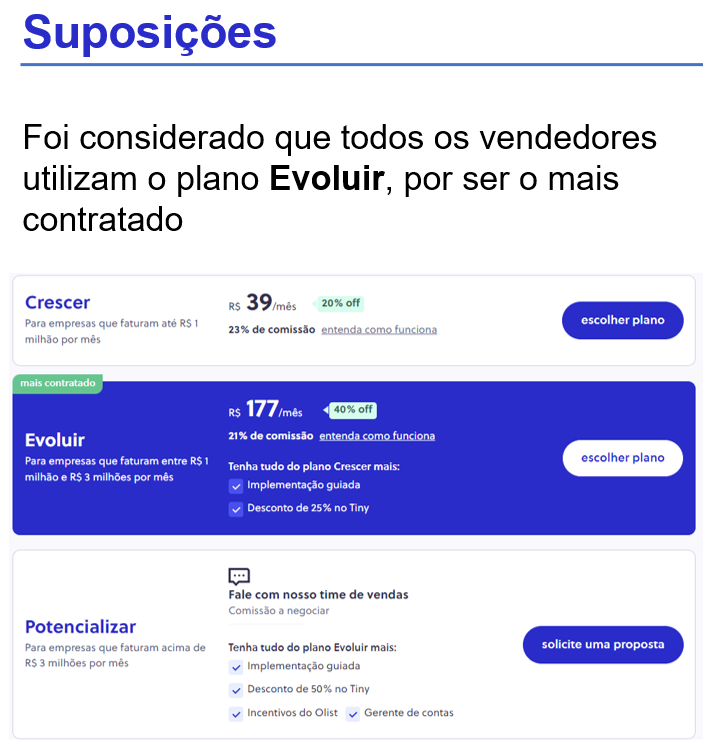 Suposições
Foi considerado que todos os vendedores
utilizam o plano Evoluir, por ser o mais
contratado
Crescer
Para empresas que faturam até R$ 1
milhão por mês
R$ 39/mês
20% off
23% de comissão entenda como funciona
escolher plano
mais contratado
Evoluir
Para empresas que faturam entre R$ 1
milhão e R$ 3 milhões por mês
R$ 177/mês
40% off
21% de comissão entenda como funciona
Tenha tudo do plano Crescer mais:
Implementação guiada
Desconto de 25% no Tiny
escolher plano
Potencializar
Para empresas que faturam acima de
R$ 3 milhões por mês
Fale com nosso time de vendas
Comissão a negociar
Tenha tudo do plano Evoluir mais:
Implementação guiada
Desconto de 50% no Tiny
Incentivos do Olist Gerente de contas
solicite uma proposta